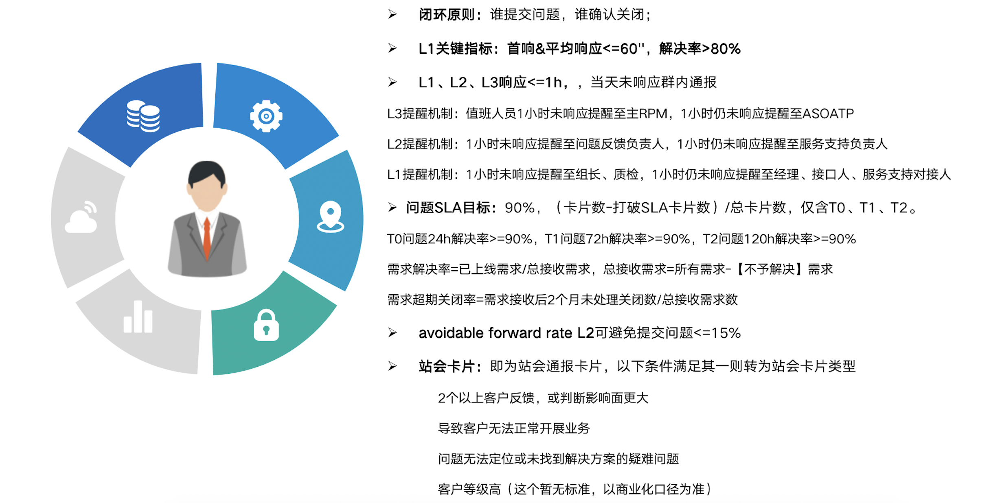 ➢ 闭环原则：谁提交问题，谁确认关闭；
➢ L1关键指标：首响&平均响应<=60"，解决率>80%
➢ L1、L2、L3响应<=1h，，当天未响应群内通报
L3提醒机制：值班人员1小时未响应提醒至主RPM，1小时仍未响应提醒至ASOATP
L2提醒机制：1小时未响应提醒至问题反馈负责人，1小时仍未响应提醒至服务支持负责人
L1提醒机制：1小时未响应提醒至组长、质检，1小时仍未响应提醒至经理、接口人、服务支持对接人
➢ 问题SLA目标：90%，（卡片数-打破SLA卡片数）/总卡片数，仅含T0、T1、T2。
T0问题24h解决率>=90%，T1问题72h解决率>=90%，T2问题120h解决率>=90%
需求解决率=已上线需求/总接收需求，总接收需求=所有需求-【不予解决】需求
需求超期关闭率=需求接收后2个月未处理关闭数/总接收需求数
➢ avoidable forward rate L2可避免提交问题<=15%
➢ 站会卡片：即为站会通报卡片，以下条件满足其一则转为站会卡片类型
2个以上客户反馈，或判断影响面更大
导致客户无法正常开展业务
问题无法定位或未找到解决方案的疑难问题
客户等级高（这个暂无标准，以商业化口径为准）